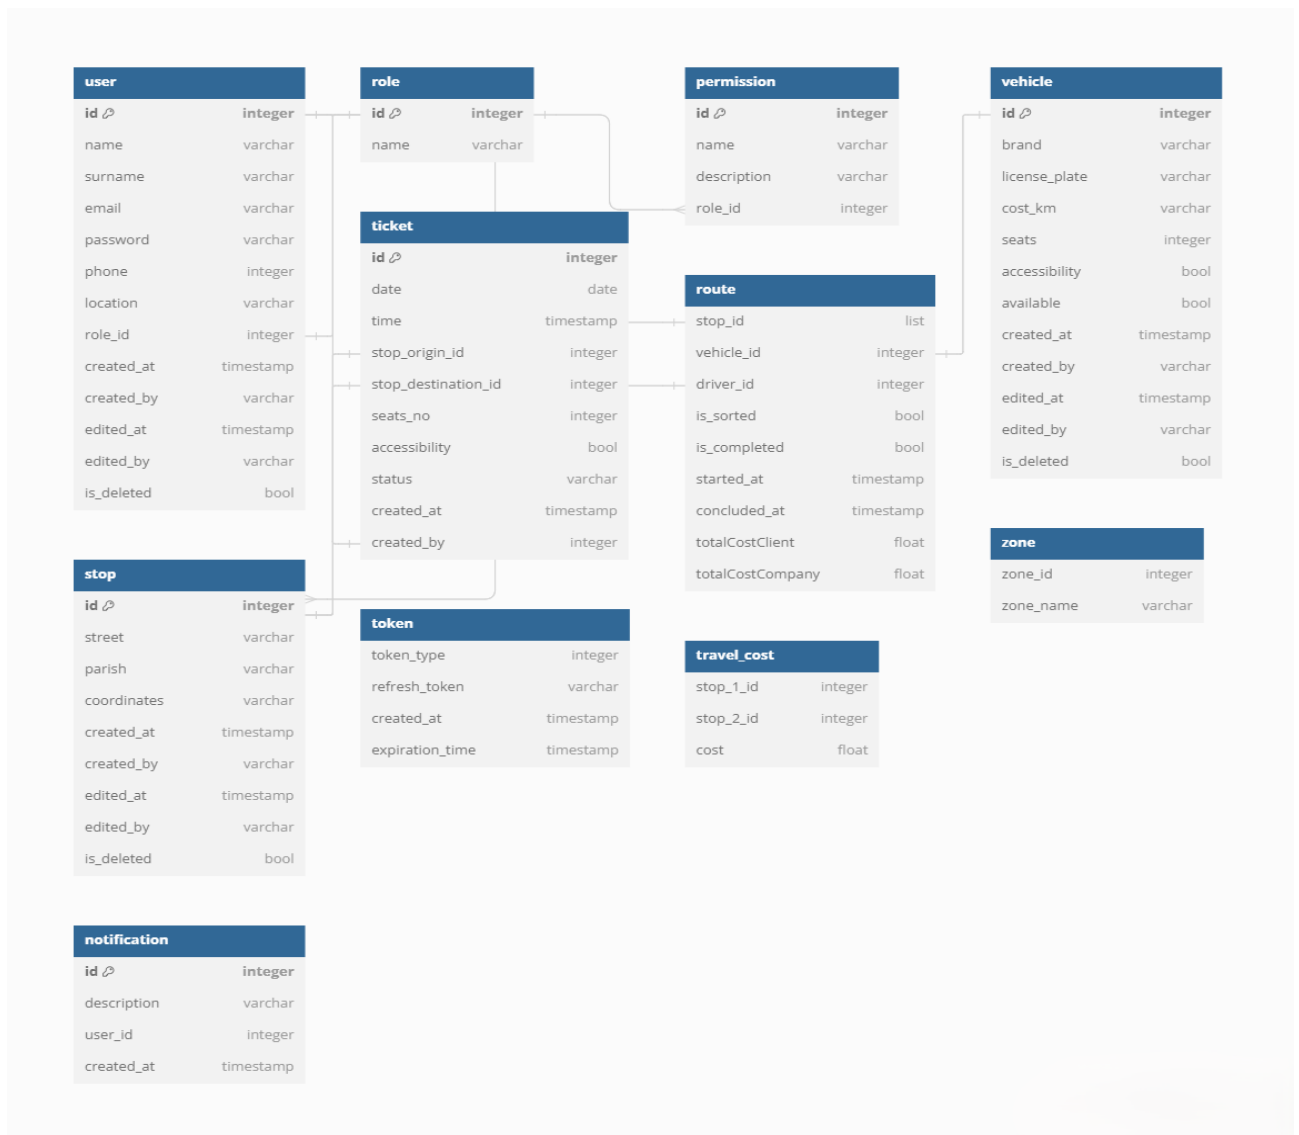 user
id integer
name varchar
surname varchar
email varchar
password varchar
phone integer
location varchar
role_id integer
created_at timestamp
created_by varchar
edited_at timestamp
edited_by varchar
is_deleted bool
role
id integer
name varchar
permission
id integer
name varchar
description varchar
role_id integer
vehicle
id integer
brand varchar
license_plate varchar
cost_km varchar
seats integer
accessibility bool
available bool
created_at timestamp
created_by varchar
edited_at timestamp
edited_by varchar
is_deleted bool
ticket
id integer
date date
time timestamp
stop_origin_id integer
stop_destination_id integer
seats_no integer
accessibility bool
status varchar
created_at timestamp
created_by integer
route
stop_id list
vehicle_id integer
driver_id integer
is_sorted bool
is_completed bool
started_at timestamp
concluded_at timestamp
totalCostClient float
totalCostCompany float
zone
zone_id integer
zone_name varchar
stop
id integer
street varchar
parish varchar
coordinates varchar
created_at timestamp
created_by varchar
edited_at timestamp
edited_by varchar
is_deleted bool
token
token_type integer
refresh_token varchar
created_at timestamp
expiration_time timestamp
travel_cost
stop_1_id integer
stop_2_id integer
cost float
notification
id integer
description varchar
user_id integer
created_at timestamp